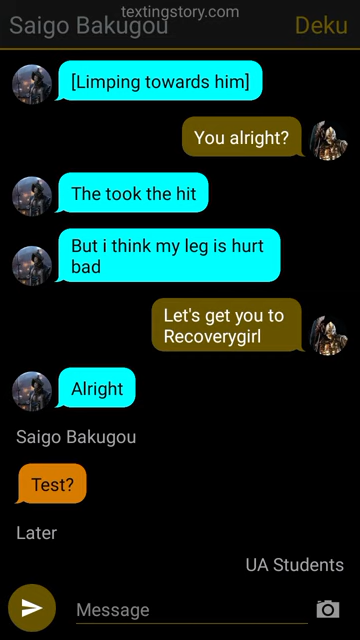 textingstory.com
Saigo Bakugou
Deku
[Limping towards him]
You alright?
The took the hit
But i think my leg is hurt
bad
Let's get you to
Recoverygirl
Alright
Saigo Bakugou
Test?
Later
UA Students
Message